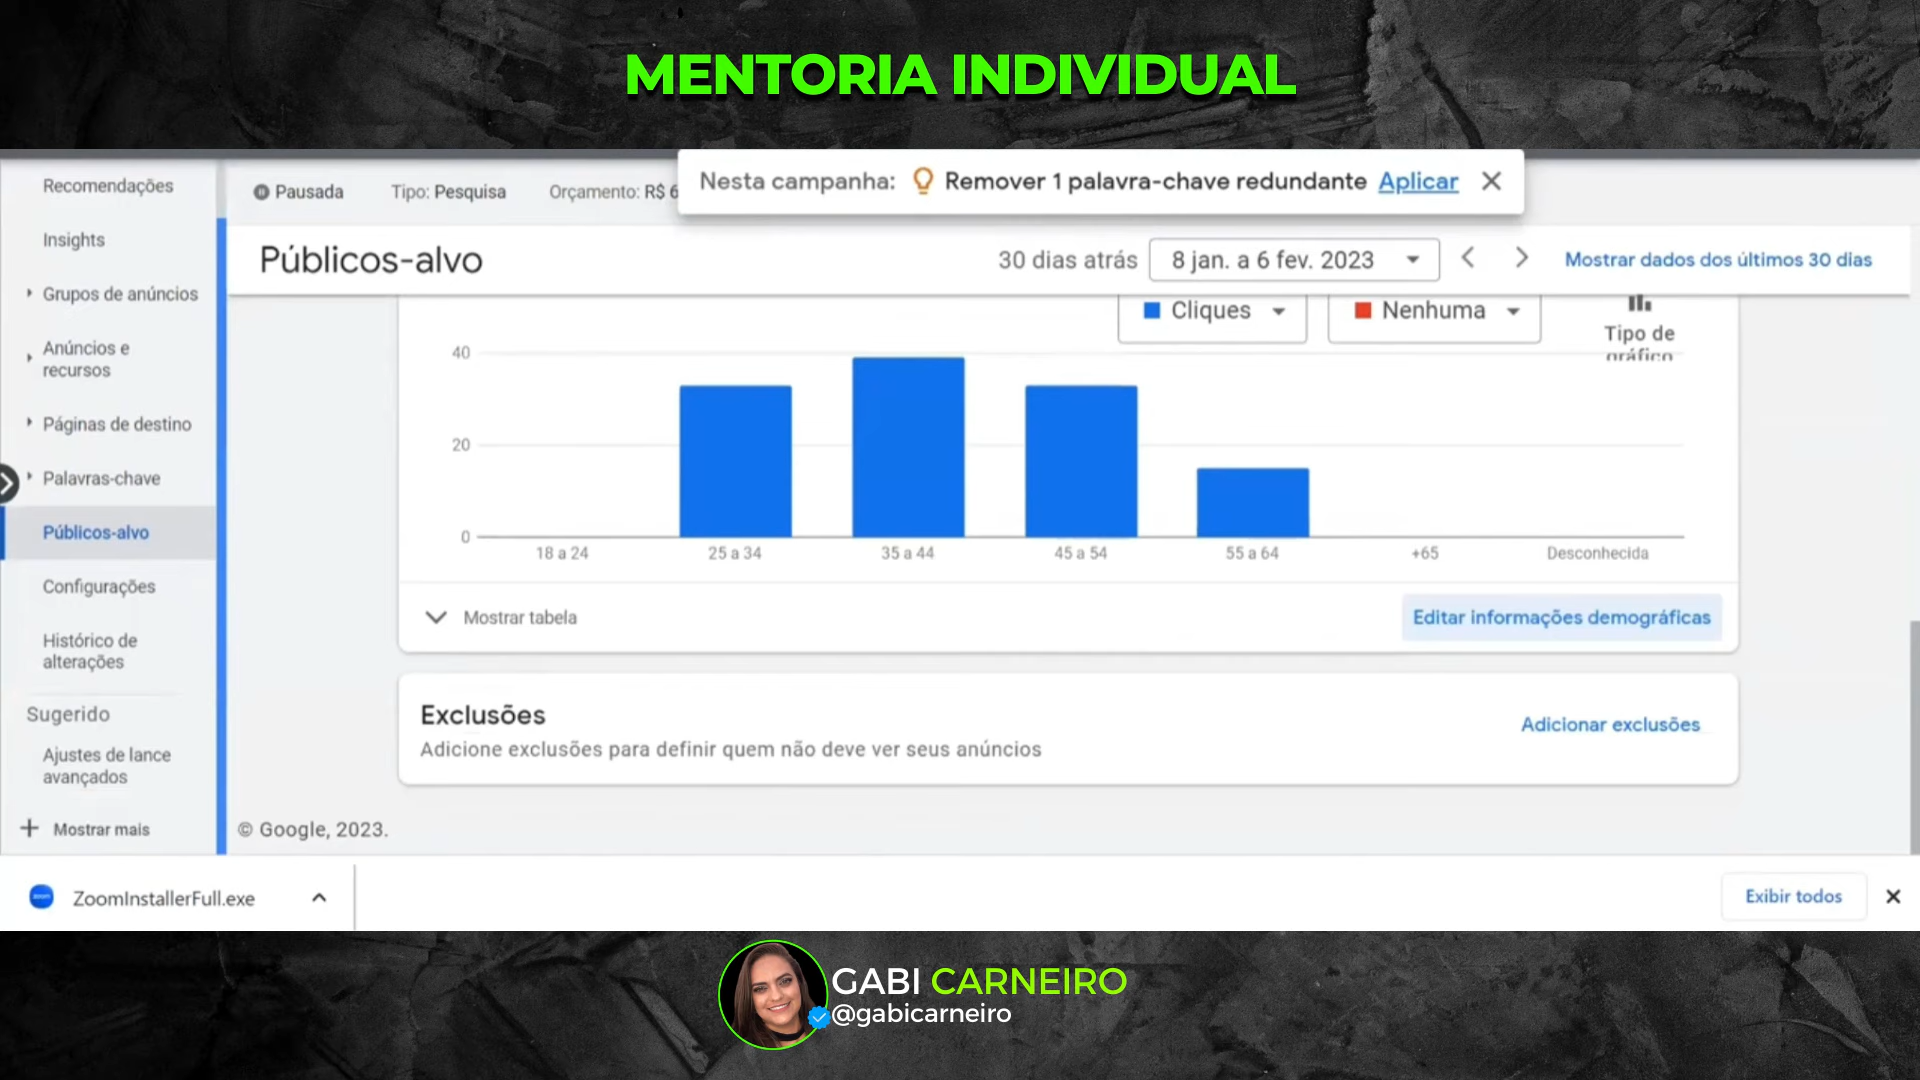 MENTORIA INDIVIDUAL
Recomendações
Insights
Grupos de anúncios
Anúncios e
recursos
Páginas de destino
Palavras-chave
Públicos-alvo
Configurações
Histórico de
alterações
Sugerido
Ajustes de lance
avançados
Mostrar mais
Pausada Tipo: Pesquisa Orçamento: R$ 6
Nesta campanha: Remover 1 palavra-chave redundante Aplicar
Públicos-alvo
30 dias atrás 8 jan. a 6 fev. 2023 Mostrar dados dos últimos 30 dias
Cliques Nenhuma
Tipo de
gráfico
40
20
0
18 a 24 25 a 34 35 a 44 45 a 54 55 a 64 +65 Desconhecida
Mostrar tabela Editar informações demográficas
Exclusões
Adicione exclusões para definir quem não deve ver seus anúncios
Adicionar exclusões
© Google, 2023.
zoom
ZoomInstallerFull.exe
Exibir todos
GABI CARNEIRO
@gabicarneiro